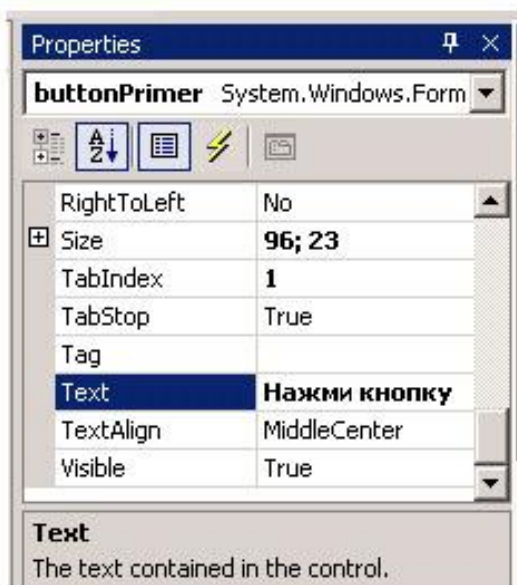 Properties
buttonPrimer System.Windows.Form
RightToLeft No
Size 96; 23
TabIndex 1
TabStop True
Tag
Text Нажми кнопку
TextAlign MiddleCenter
Visible True
Text
The text contained in the control.